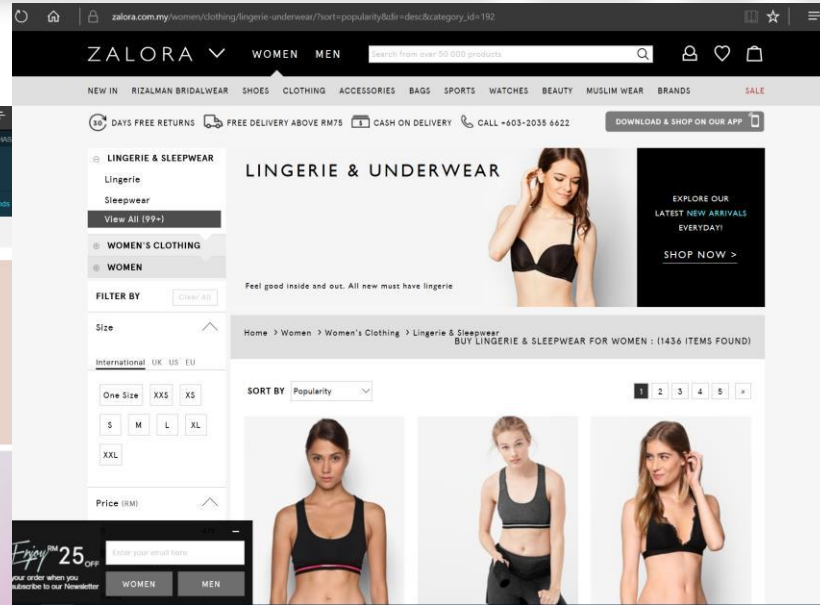 zalora.com.my/women/clothing/lingerie-underwear/?sort=popularity&dir=desc&category_id=192
ZALORA
WOMEN MEN
Search from over 50 000 products
NEW IN RIZALMAN BRIDALWEAR SHOES CLOTHING ACCESSORIES BAGS SPORTS WATCHES BEAUTY MUSLIM WEAR BRANDS SALE
30 DAYS FREE RETURNS FREE DELIVERY ABOVE RM75 CASH ON DELIVERY CALL +603-2035 6622 DOWNLOAD & SHOP ON OUR APP
LINGERIE & SLEEPWEAR
Lingerie
Sleepwear
View All (99+)
WOMEN'S CLOTHING
WOMEN
FILTER BY Clear All
Size
International UK US EU
One Size XXS XS
S M L XL
XXL
Price (RM)
LINGERIE & UNDERWEAR
Feel good inside and out. All new must have lingerie
EXPLORE OUR
LATEST NEW ARRIVALS
EVERYDAY!
SHOP NOW >
Home > Women > Women's Clothing > Lingerie & Sleepwear
BUY LINGERIE & SLEEPWEAR FOR WOMEN : (1436 ITEMS FOUND)
SORT BY Popularity
1 2 3 4 5 »
Enjoy RM 25 OFF
your order when you
subscribe to our Newsletter
Enter your email here
WOMEN MEN